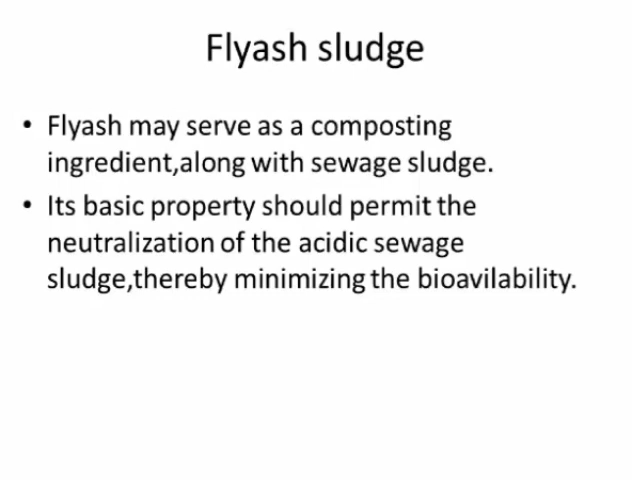 Flyash sludge
• Flyash may serve as a composting
ingredient,along with sewage sludge.
• Its basic property should permit the
neutralization of the acidic sewage
sludge,thereby minimizing the bioavilability.